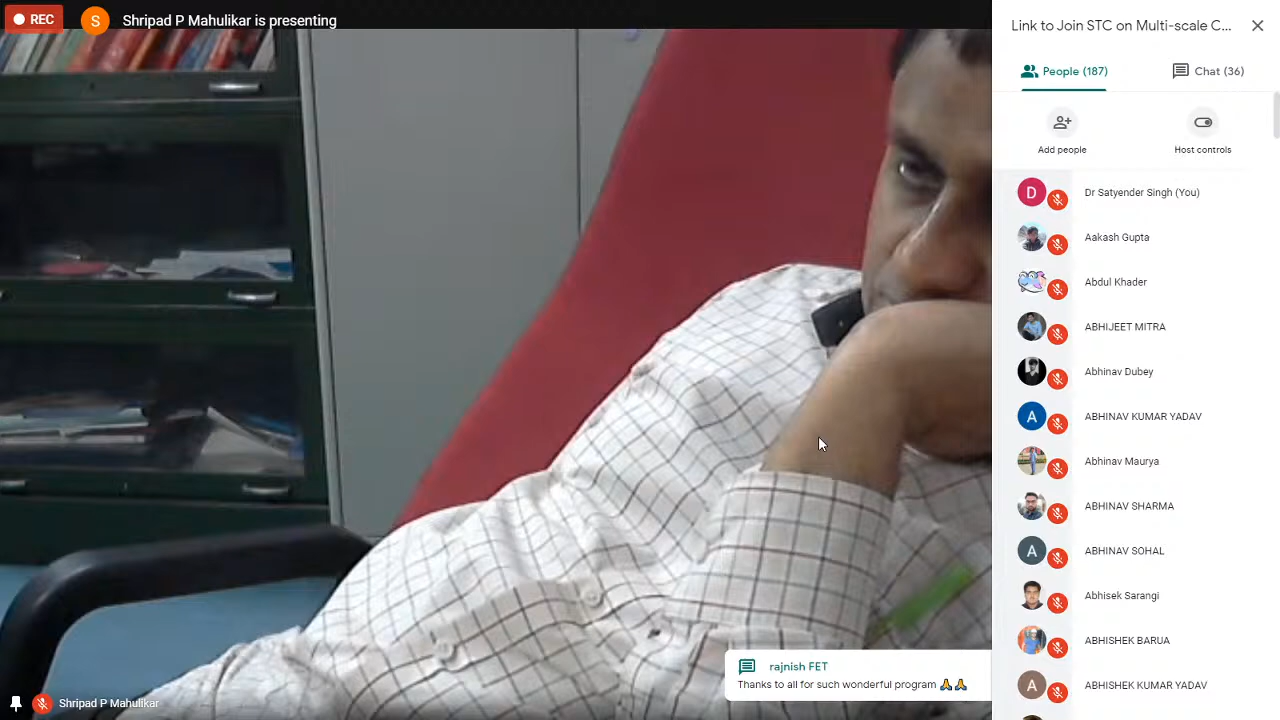 REC
S
Shripad P Mahulikar is presenting
Link to Join STC on Multi-scale C...
People (187)
Chat (36)
Add people
Host controls
D
Dr Satyender Singh (You)
Aakash Gupta
Abdul Khader
ABHIJEET MITRA
Abhinav Dubey
A
ABHINAV KUMAR YADAV
Abhinav Maurya
ABHINAV SHARMA
A
ABHINAV SOHAL
Abhisek Sarangi
ABHISHEK BARUA
A
ABHISHEK KUMAR YADAV
rajnish FET
Thanks to all for such wonderful program 🙏🙏
Shripad P Mahulikar